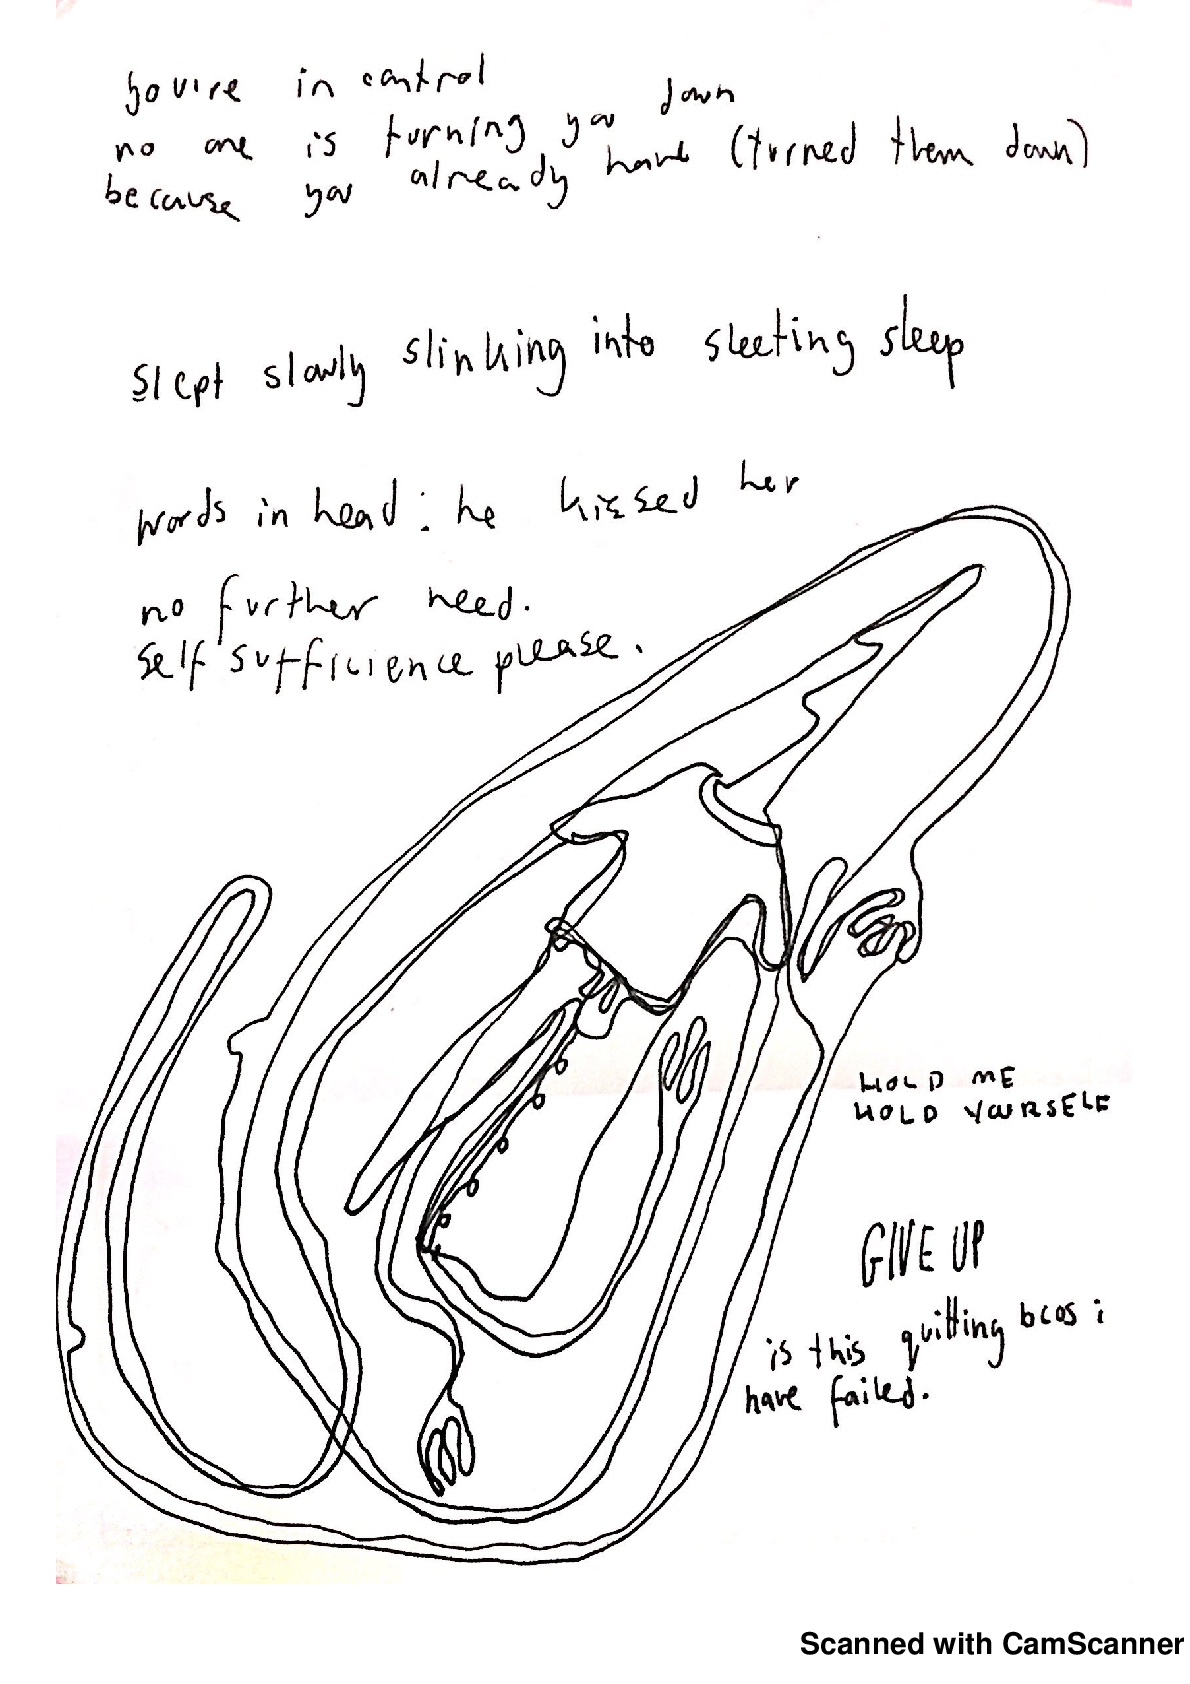 youre in control
no one is turning you down
because you already have (turned them down)
slept slowly slinking into sleeting sleep
words in head: he kissed her
no further need.
self sufficience please.
HOLD ME
HOLD YOURSELF
GIVE UP
is this quitting bcos i
have failed.
Scanned with CamScanner